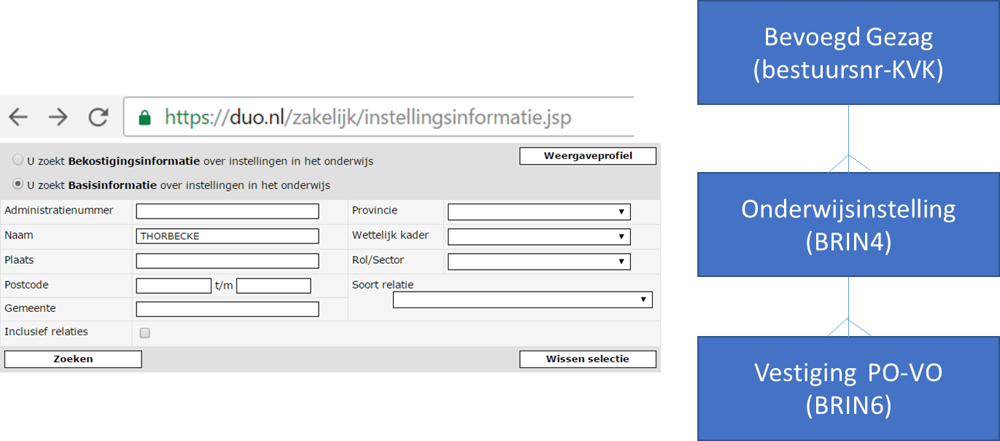 https://duo.nl/zakelijk/instellingsinformatie.jsp
U zoekt Bekostigingsinformatie over instellingen in het onderwijs
Weergaveprofiel
U zoekt Basisinformatie over instellingen in het onderwijs
Administratienummer
Provincie
Naam THORBECKE
Wettelijk kader
Plaats
Rol/Sector
Postcode t/m
Soort relatie
Gemeente
Inclusief relaties
Zoeken
Wissen selectie
Bevoegd Gezag
(bestuursnr-KVK)
Onderwijsinstelling
(BRIN4)
Vestiging PO-VO
(BRIN6)